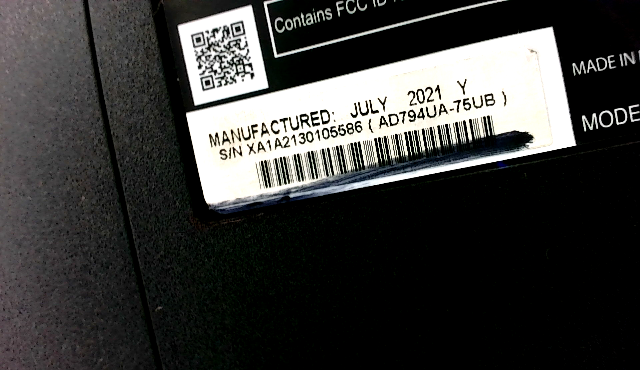 Contains FCC ID
MANUFACTURED: JULY 2021 Y
S/N XA1A2130105586 ( AD794UA-75UB )
MADE IN
MODE